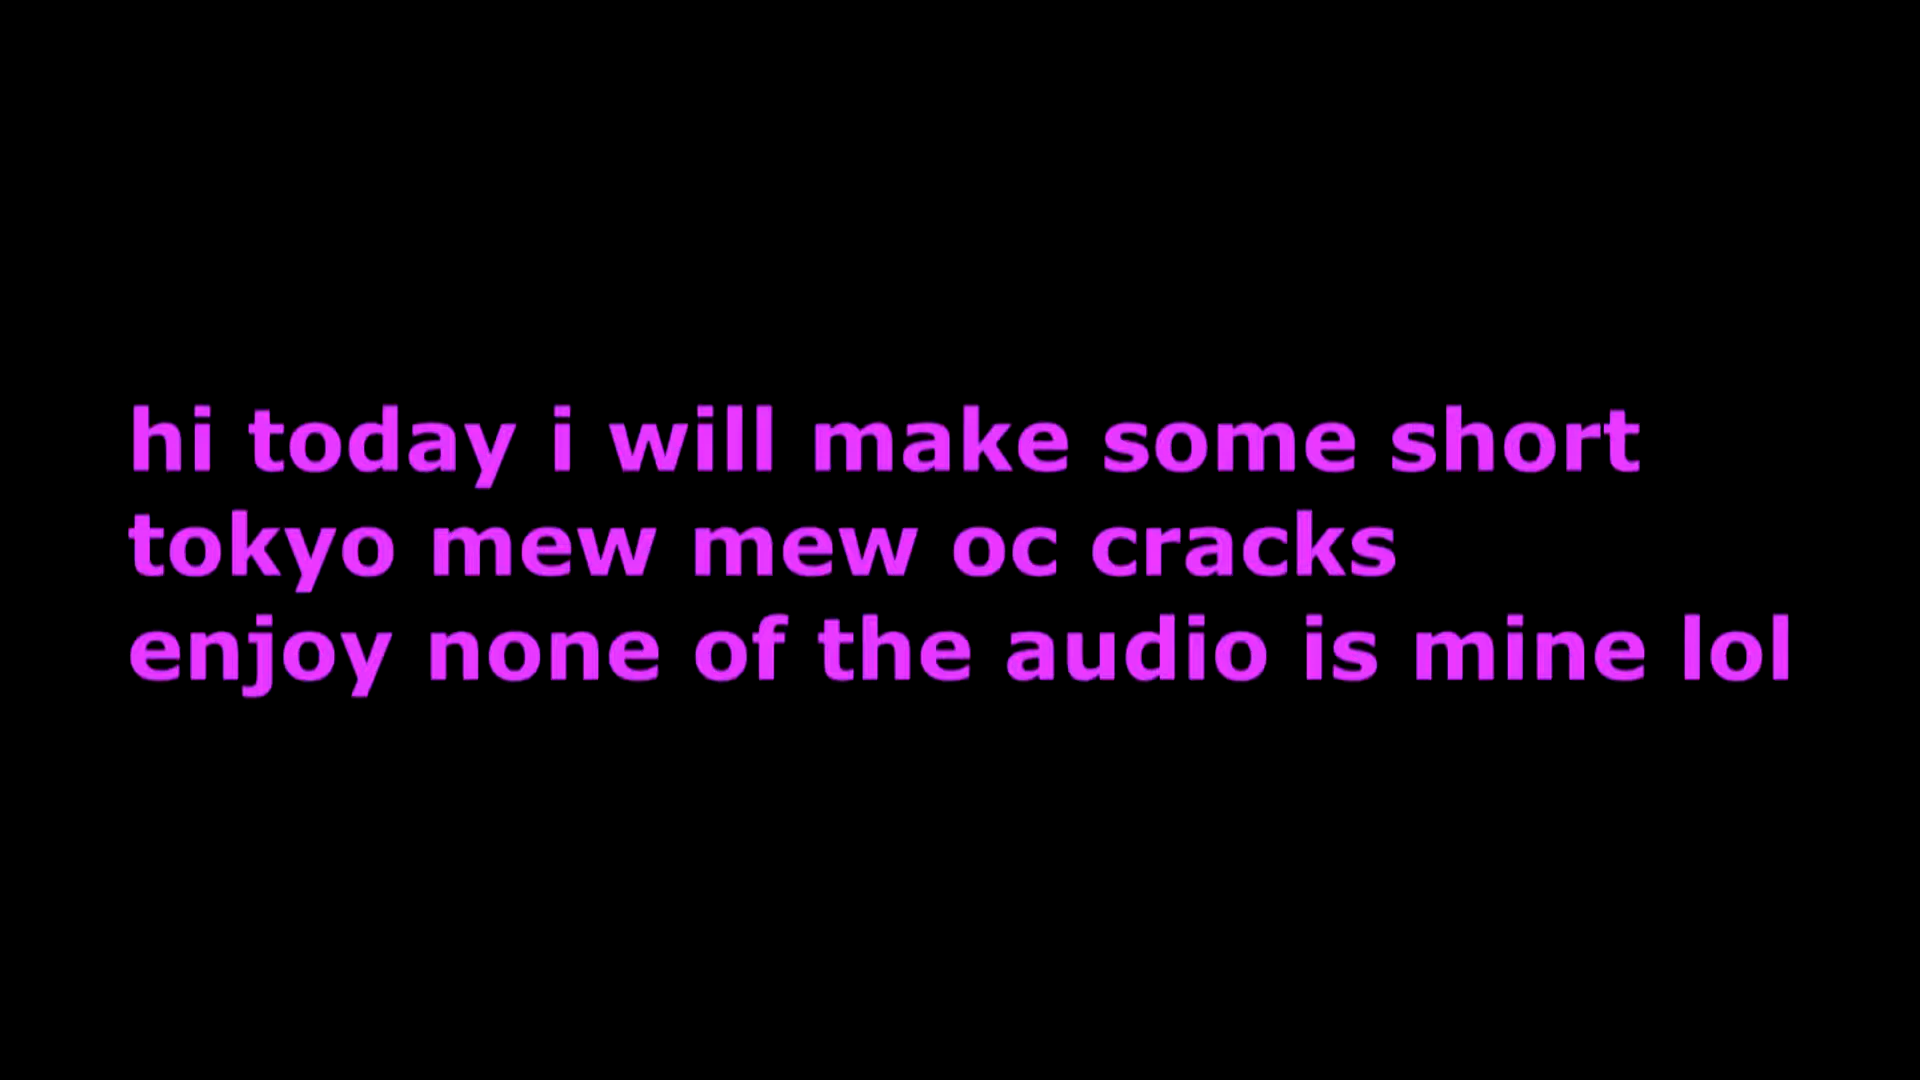 hi today i will make some short
tokyo mew mew oc cracks
enjoy none of the audio is mine lol